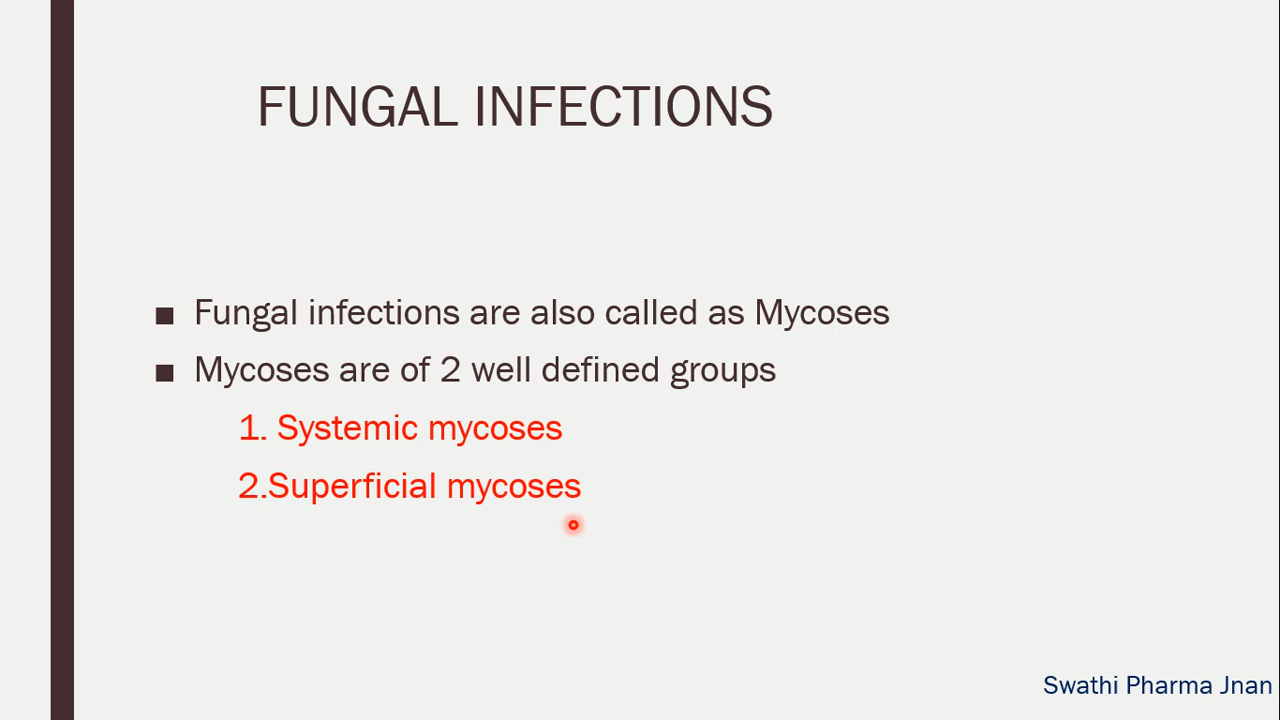 FUNGAL INFECTIONS
■ Fungal infections are also called as Mycoses
■ Mycoses are of 2 well defined groups
1. Systemic mycoses
2.Superficial mycoses
Swathi Pharma Jnan